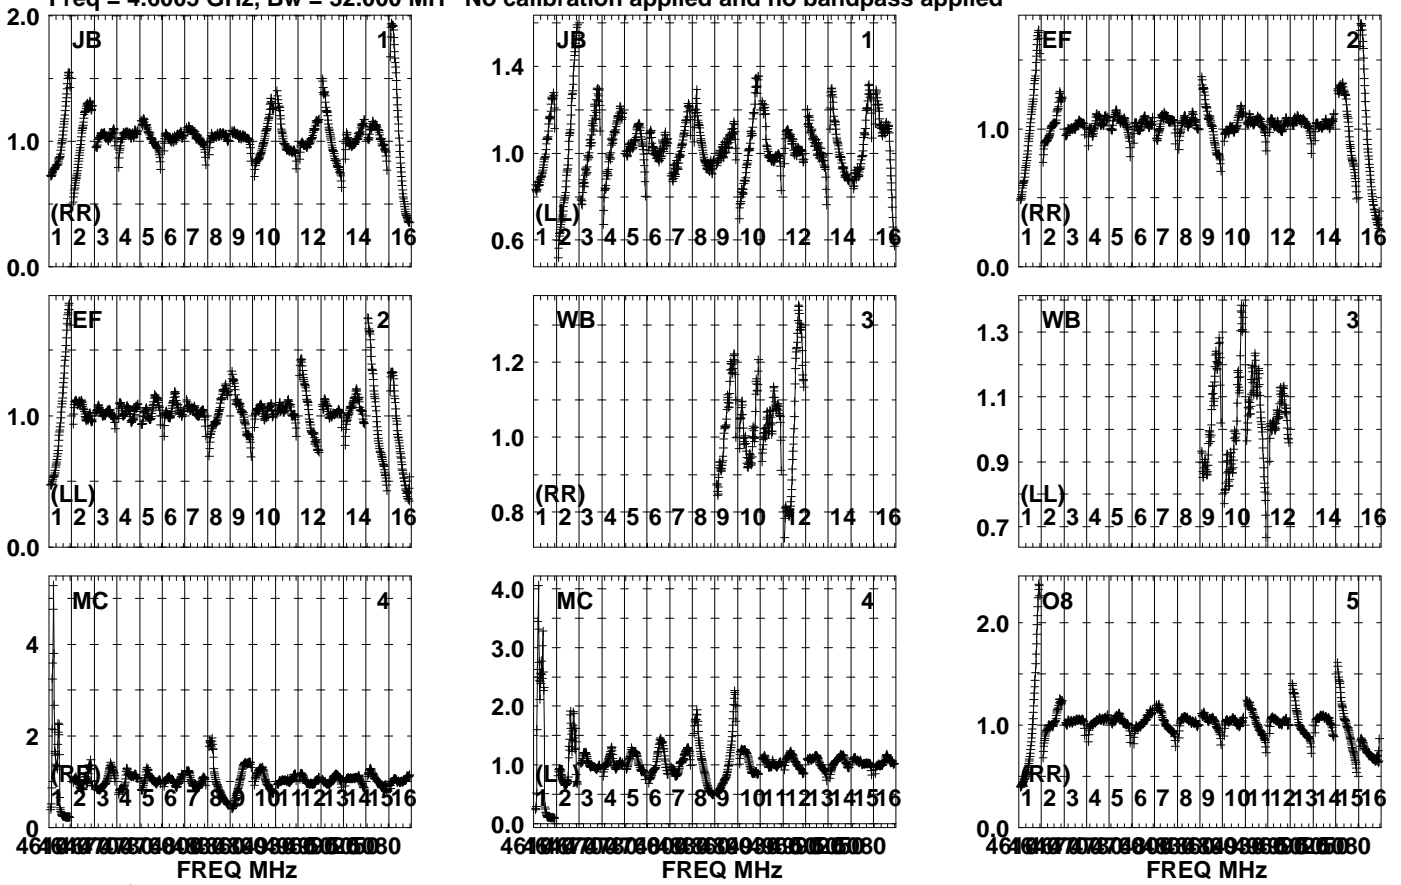 Freq = 4.6005 GHz, Bw = 32.000 MH No calibration applied and no bandpass applied
2.0 JB 1
1.0
(RR)
1 2 3 4 5 6 7 8 9 10 12 14 16
0.0
JB 1
1.4
1.0
(LL)
0.6
1 2 3 4 5 6 7 8 9 10 12 14 16
EF 2
1.0
(RR)
1 2 3 4 5 6 7 8 9 10 12 14 16
0.0
EF 2
1.0
(LL)
1 2 3 4 5 6 7 8 9 10 12 14 16
0.0
WB 3
1.2
1.0
(RR)
0.8
1 2 3 4 5 6 7 8 9 10 12 14 16
WB 3
1.3
1.1
0.9
(LL)
0.7
1 2 3 4 5 6 7 8 9 10 12 14 16
MC 4
4
2
(RR)
1 2 3 4 5 6 7 8 9 10 11 12 13 14 15 16
0
FREQ MHz
4.0 MC 4
3.0
2.0
1.0
(LL)
1 2 3 4 5 6 7 8 9 10 11 12 13 14 15 16
0.0
FREQ MHz
O8 5
2.0
1.0
(RR)
1 2 3 4 5 6 7 8 9 10 11 12 13 14 15 16
0.0
FREQ MHz